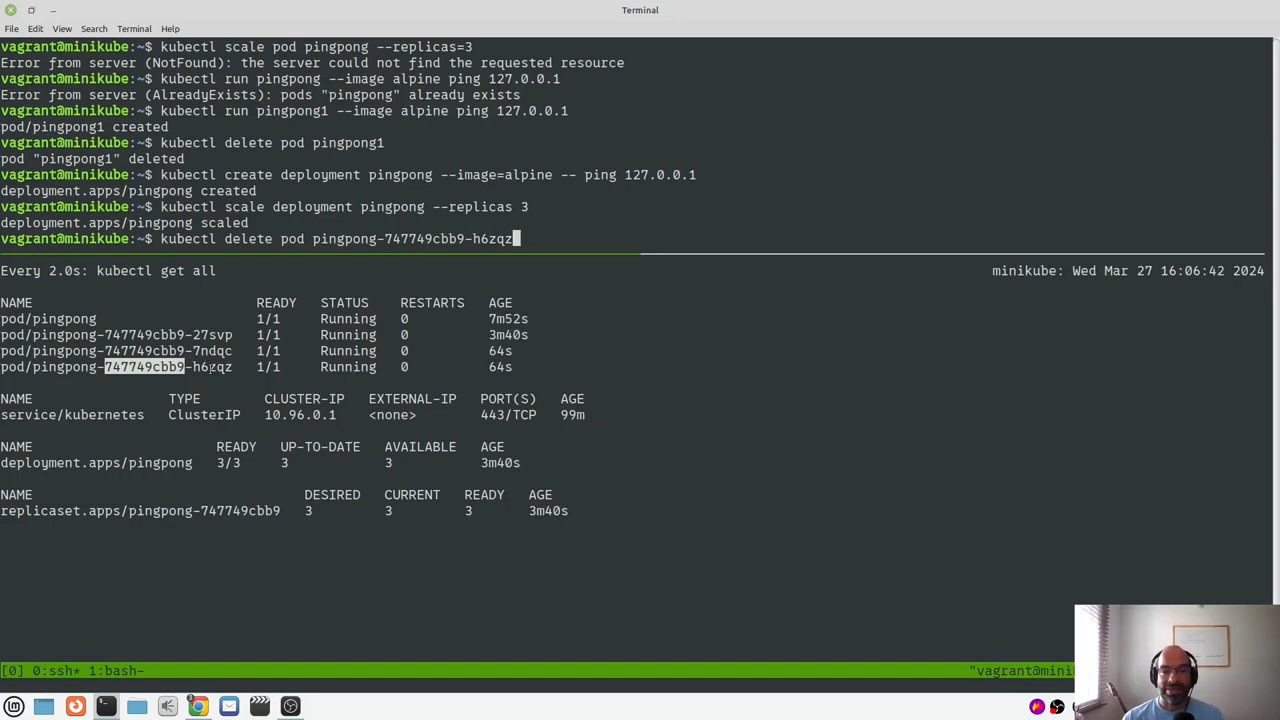 Terminal
File Edit View Search Terminal Help
vagrant@minikube:~$ kubectl scale pod pingpong --replicas=3
Error from server (NotFound): the server could not find the requested resource
vagrant@minikube:~$ kubectl run pingpong --image alpine ping 127.0.0.1
Error from server (AlreadyExists): pods "pingpong" already exists
vagrant@minikube:~$ kubectl run pingpong1 --image alpine ping 127.0.0.1
pod/pingpong1 created
vagrant@minikube:~$ kubectl delete pod pingpong1
pod "pingpong1" deleted
vagrant@minikube:~$ kubectl create deployment pingpong --image=alpine -- ping 127.0.0.1
deployment.apps/pingpong created
vagrant@minikube:~$ kubectl scale deployment pingpong --replicas 3
deployment.apps/pingpong scaled
vagrant@minikube:~$ kubectl delete pod pingpong-747749cbb9-h6zqz
Every 2.0s: kubectl get all minikube: Wed Mar 27 16:06:42 2024
NAME READY STATUS RESTARTS AGE
pod/pingpong 1/1 Running 0 7m52s
pod/pingpong-747749cbb9-27svp 1/1 Running 0 3m40s
pod/pingpong-747749cbb9-7ndqc 1/1 Running 0 64s
pod/pingpong-747749cbb9-h6zqz 1/1 Running 0 64s
NAME TYPE CLUSTER-IP EXTERNAL-IP PORT(S) AGE
service/kubernetes ClusterIP 10.96.0.1 <none> 443/TCP 99m
NAME READY UP-TO-DATE AVAILABLE AGE
deployment.apps/pingpong 3/3 3 3 3m40s
NAME DESIRED CURRENT READY AGE
replicaset.apps/pingpong-747749cbb9 3 3 3 3m40s
[0] 0:ssh* 1:bash- "vagrant@mini
3